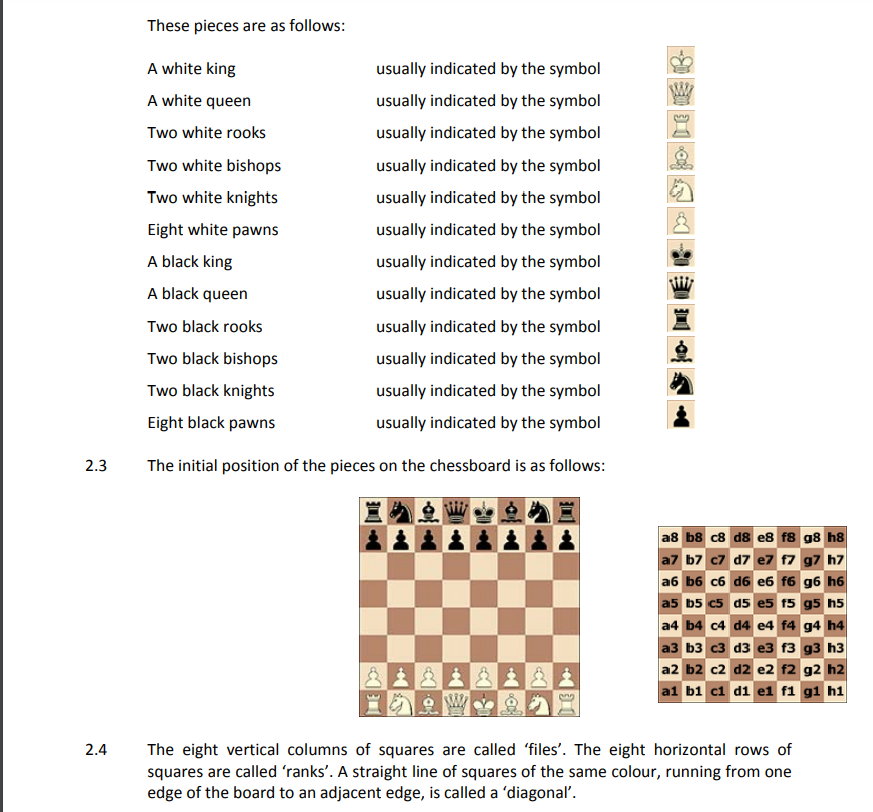 These pieces are as follows:
A white king usually indicated by the symbol
A white queen usually indicated by the symbol
Two white rooks usually indicated by the symbol
Two white bishops usually indicated by the symbol
Two white knights usually indicated by the symbol
Eight white pawns usually indicated by the symbol
A black king usually indicated by the symbol
A black queen usually indicated by the symbol
Two black rooks usually indicated by the symbol
Two black bishops usually indicated by the symbol
Two black knights usually indicated by the symbol
Eight black pawns usually indicated by the symbol
2.3 The initial position of the pieces on the chessboard is as follows:
a8 b8 c8 d8 e8 f8 g8 h8
a7 b7 c7 d7 e7 f7 g7 h7
a6 b6 c6 d6 e6 f6 g6 h6
a5 b5 c5 d5 e5 f5 g5 h5
a4 b4 c4 d4 e4 f4 g4 h4
a3 b3 c3 d3 e3 f3 g3 h3
a2 b2 c2 d2 e2 f2 g2 h2
a1 b1 c1 d1 e1 f1 g1 h1
2.4 The eight vertical columns of squares are called ‘files’. The eight horizontal rows of
squares are called ‘ranks’. A straight line of squares of the same colour, running from one
edge of the board to an adjacent edge, is called a ‘diagonal’.